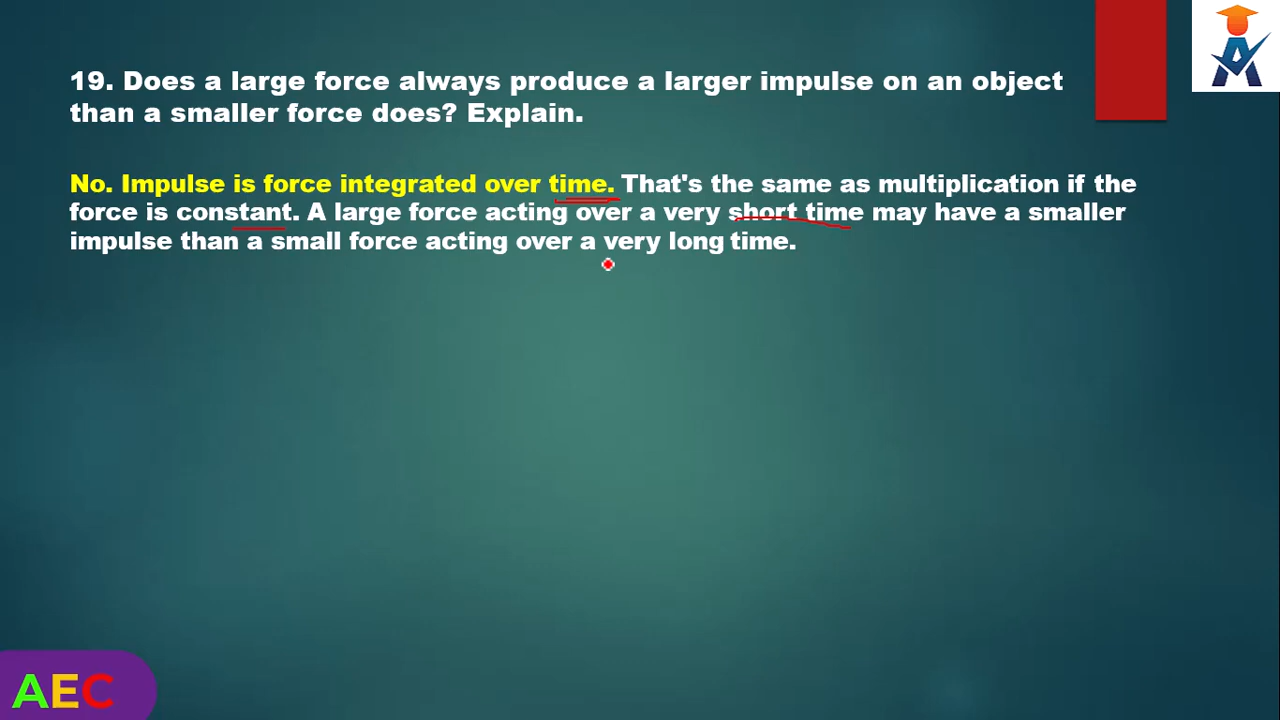 19. Does a large force always produce a larger impulse on an object
than a smaller force does? Explain.
No. Impulse is force integrated over time. That's the same as multiplication if the
force is constant. A large force acting over a very short time may have a smaller
impulse than a small force acting over a very long time.
AEC